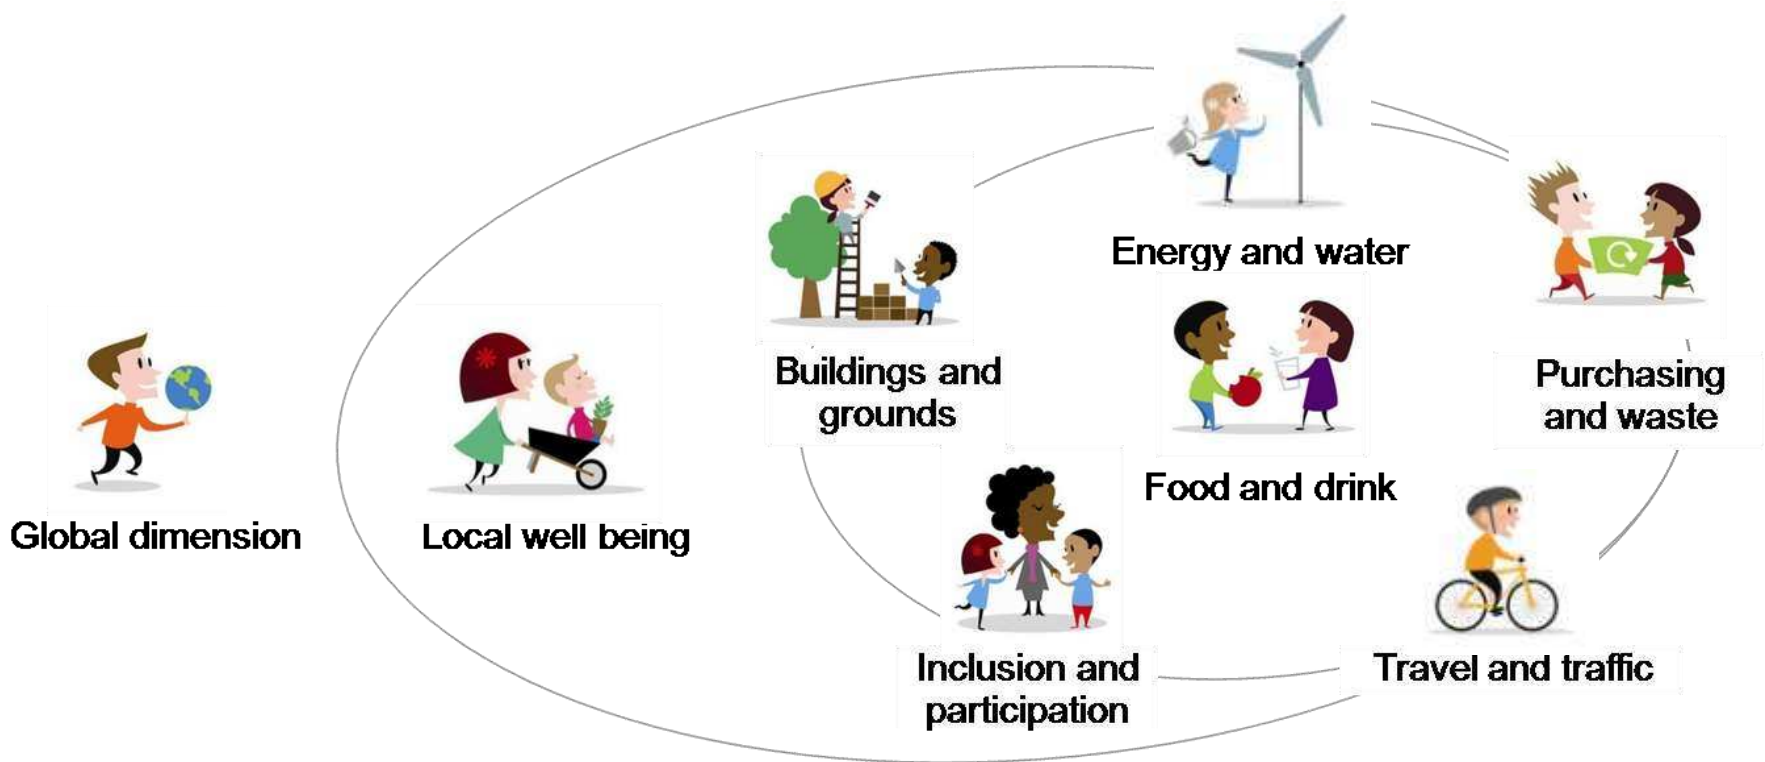 Energy and water
Buildings and
grounds
Purchasing
and waste
Food and drink
Global dimension
Local well being
Inclusion and
participation
Travel and traffic